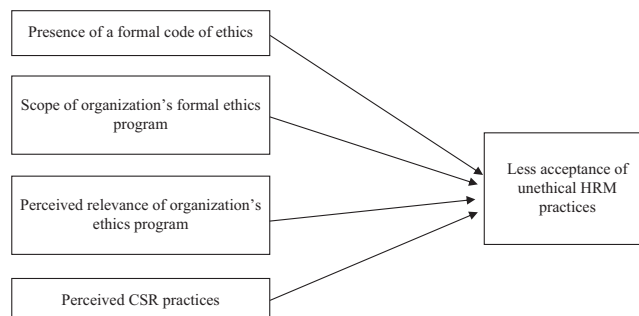 Presence of a formal code of ethics
Scope of organization’s formal ethics
program
Perceived relevance of organization’s
ethics program
Perceived CSR practices
Less acceptance of
unethical HRM
practices